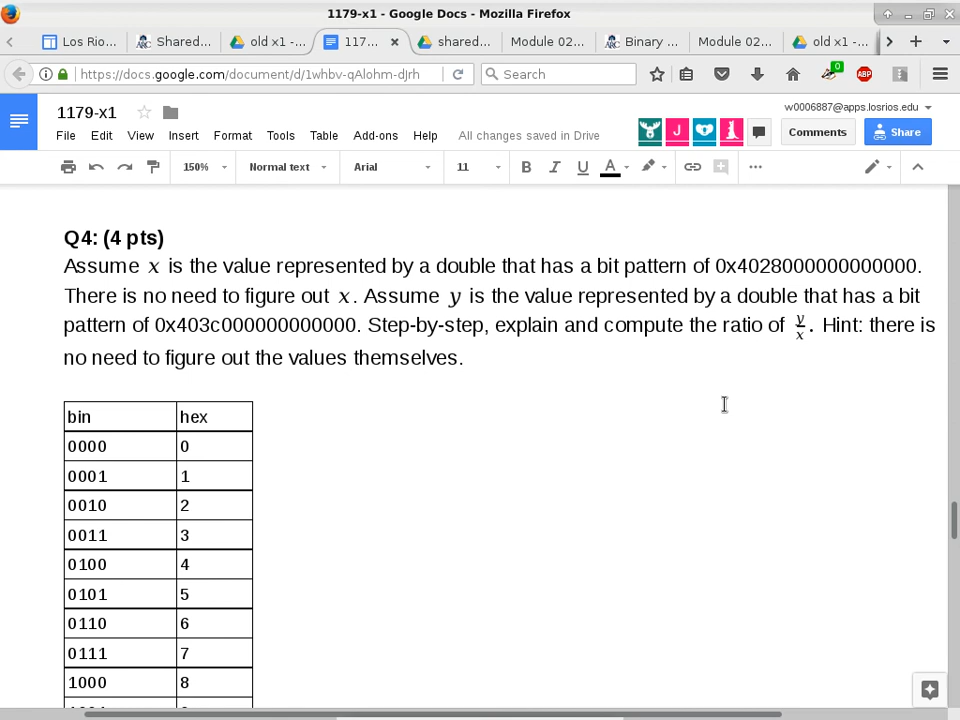 1179-x1 - Google Docs - Mozilla Firefox
Los Rio... Shared... old x1 -... 117... shared... Module 02... Binary ... Module 02... old x1 -...
https://docs.google.com/document/d/1whbv-qAlohm-dJrh Search 0 ABP
1179-x1 w0006887@apps.losrios.edu
File Edit View Insert Format Tools Table Add-ons Help All changes saved in Drive J Comments Share
150% Normal text Arial 11 B I U A
Q4: (4 pts)
Assume x is the value represented by a double that has a bit pattern of 0x4028000000000000.
There is no need to figure out x. Assume y is the value represented by a double that has a bit
pattern of 0x403c000000000000. Step-by-step, explain and compute the ratio of y/x. Hint: there is
no need to figure out the values themselves.
bin hex
0000 0
0001 1
0010 2
0011 3
0100 4
0101 5
0110 6
0111 7
1000 8